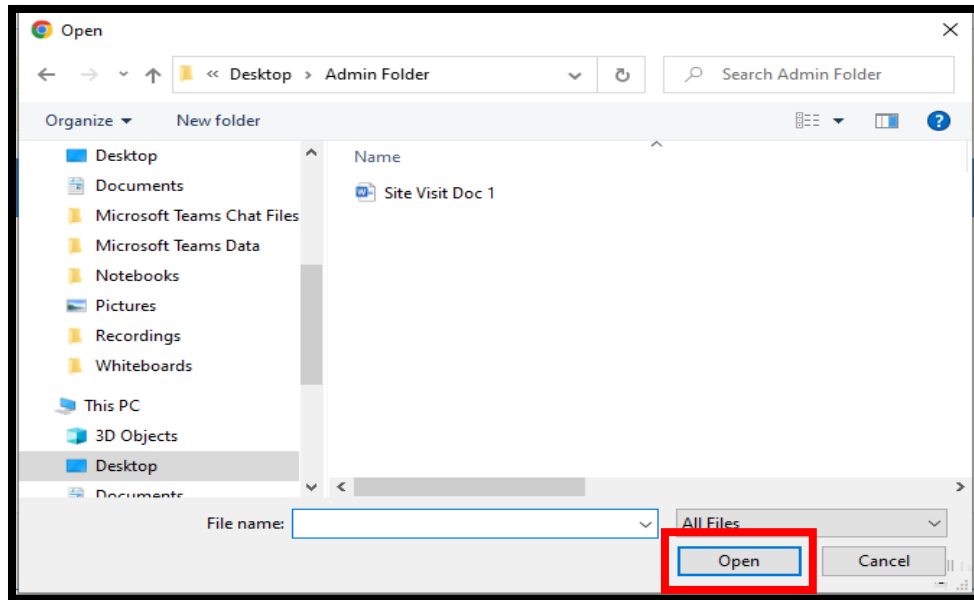 Open
« Desktop > Admin Folder
Search Admin Folder
Organize
New folder
?
Desktop
Documents
Microsoft Teams Chat Files
Microsoft Teams Data
Notebooks
Pictures
Recordings
Whiteboards
This PC
3D Objects
Desktop
Documents
Name
Site Visit Doc 1
File name:
All Files
Open
Cancel